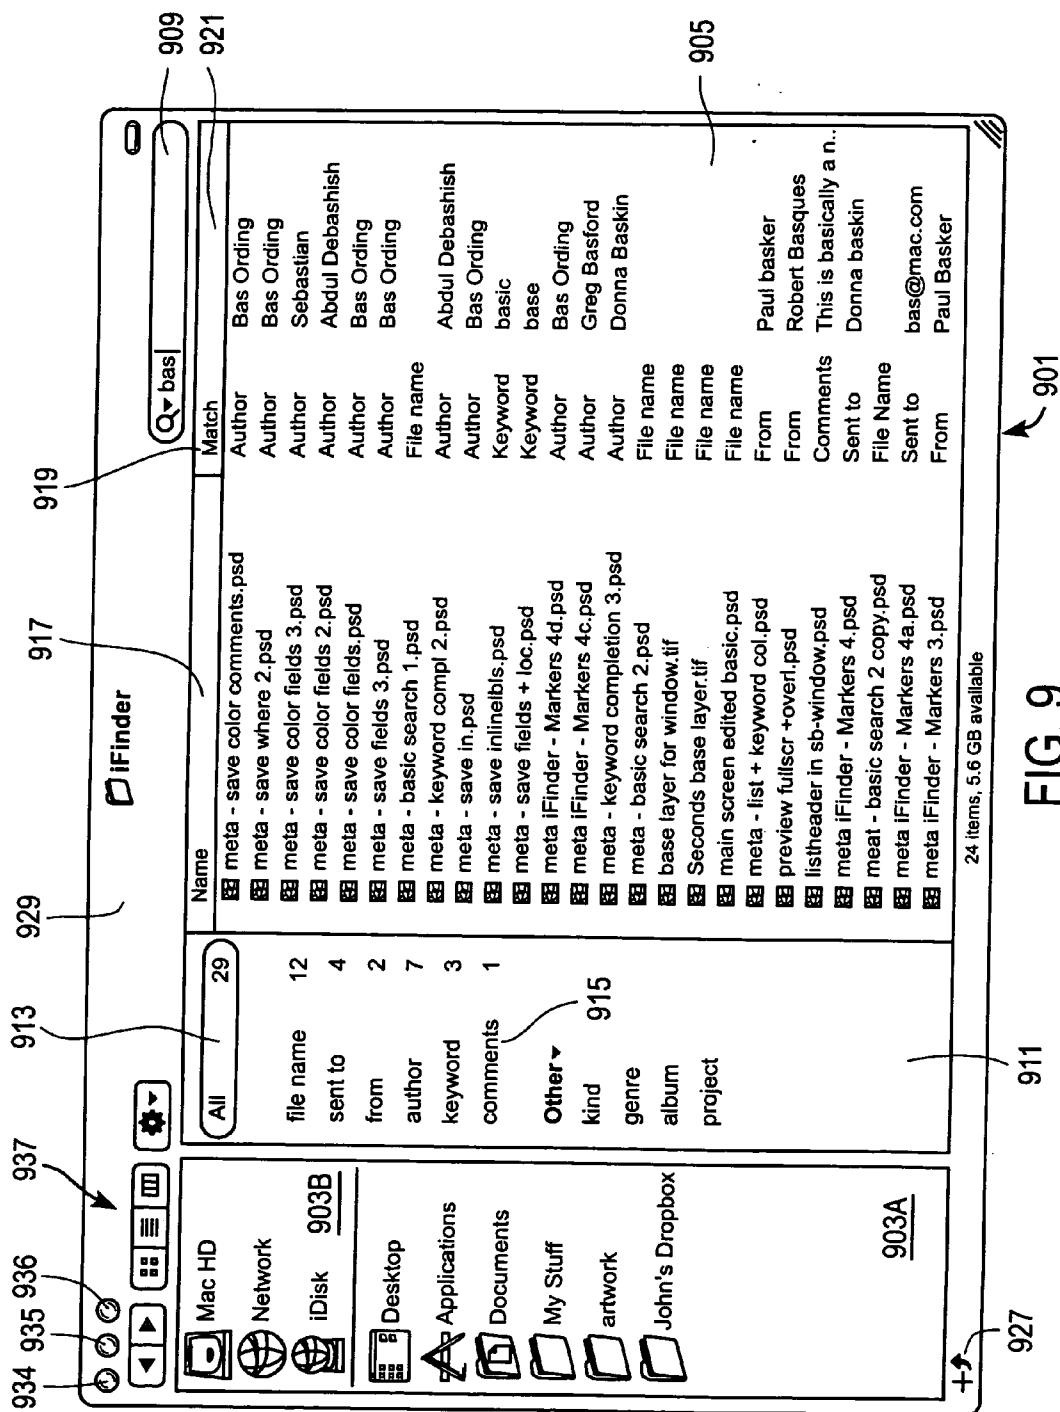 934 935 936 937 913 929 917 919 909
921
iFinder
bas
Mac HD
Network
iDisk
903B
Desktop
Applications
Documents
My Stuff
artwork
John's Dropbox
903A
All 29
file name 12
sent to 4
from 2
author 7
keyword 3
comments 1
915
Other
kind
genre
album
project
911
Name Match
meta - save color comments.psd Author Bas Ording
meta - save where 2.psd Author Bas Ording
meta - save color fields 3.psd Author Sebastian
meta - save color fields 2.psd Author Abdul Debashish
meta - save color fields.psd Author Bas Ording
meta - save fields 3.psd Author Bas Ording
meta - basic search 1.psd File name
meta - keyword compl 2.psd Author Abdul Debashish
meta - save in.psd Author Bas Ording
meta - save inlinelbls.psd Keyword basic
meta - save fields + loc.psd Keyword base
meta iFinder - Markers 4d.psd Author Bas Ording
meta iFinder - Markers 4c.psd Author Greg Basford
meta - keyword completion 3.psd Author Donna Baskin
meta - basic search 2.psd File name
base layer for window.tif File name
Seconds base layer.tif File name
main screen edited basic.psd File name
meta - list + keyword col.psd From Paul basker
preview fullscr +overl.psd From Robert Basques
listheader in sb-window.psd Comments This is basically a n..
meta iFinder - Markers 4.psd Sent to Donna baskin
meat - basic search 2 copy.psd File Name
meta iFinder - Markers 4a.psd Sent to bas@mac.com
meta iFinder - Markers 3.psd From Paul Basker
905
24 items, 5.6 GB available
927
901
FIG. 9